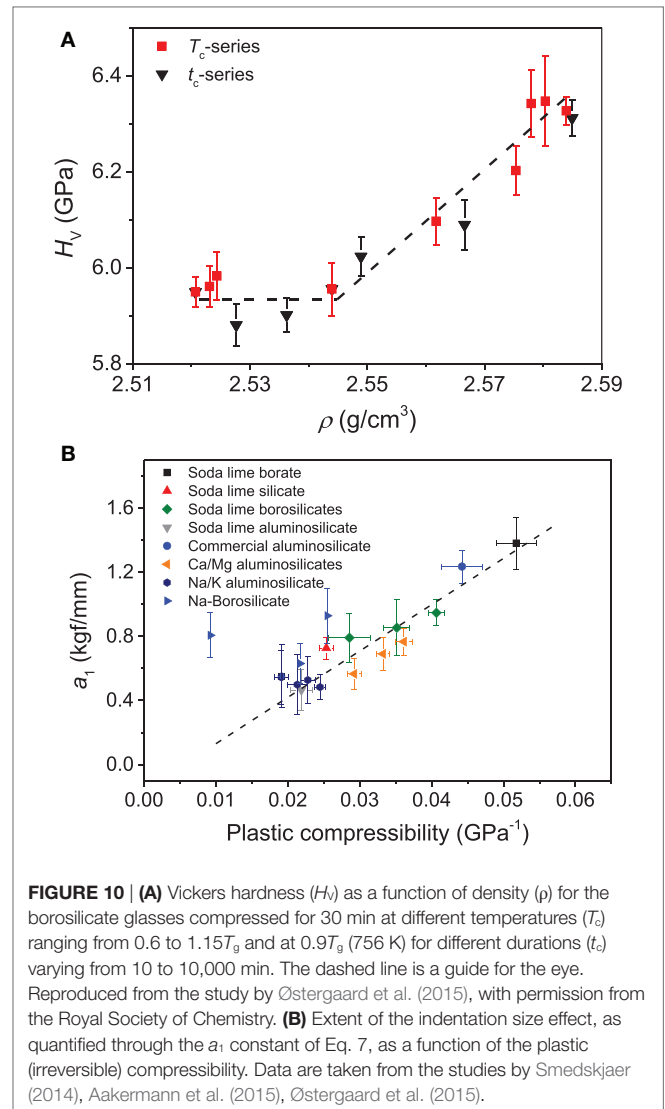 A
T_c-series
t_c-series
6.4
6.2
6.0
5.8
H_V (GPa)
2.51 2.53 2.55 2.57 2.59
ρ (g/cm³)
B
Soda lime borate
Soda lime silicate
Soda lime borosilicates
Soda lime aluminosilicate
Commercial aluminosilicate
Ca/Mg aluminosilicates
Na/K aluminosilicate
Na-Borosilicate
1.6
1.2
0.8
0.4
0.0
a₁ (kgf/mm)
0.00 0.01 0.02 0.03 0.04 0.05 0.06
Plastic compressibility (GPa⁻¹)
FIGURE 10 | (A) Vickers hardness (H_V) as a function of density (ρ) for the
borosilicate glasses compressed for 30 min at different temperatures (T_c)
ranging from 0.6 to 1.15T_g and at 0.9T_g (756 K) for different durations (t_c)
varying from 10 to 10,000 min. The dashed line is a guide for the eye.
Reproduced from the study by Østergaard et al. (2015), with permission from
the Royal Society of Chemistry. (B) Extent of the indentation size effect, as
quantified through the a₁ constant of Eq. 7, as a function of the plastic
(irreversible) compressibility. Data are taken from the studies by Smedskjaer
(2014), Aakermann et al. (2015), Østergaard et al. (2015).